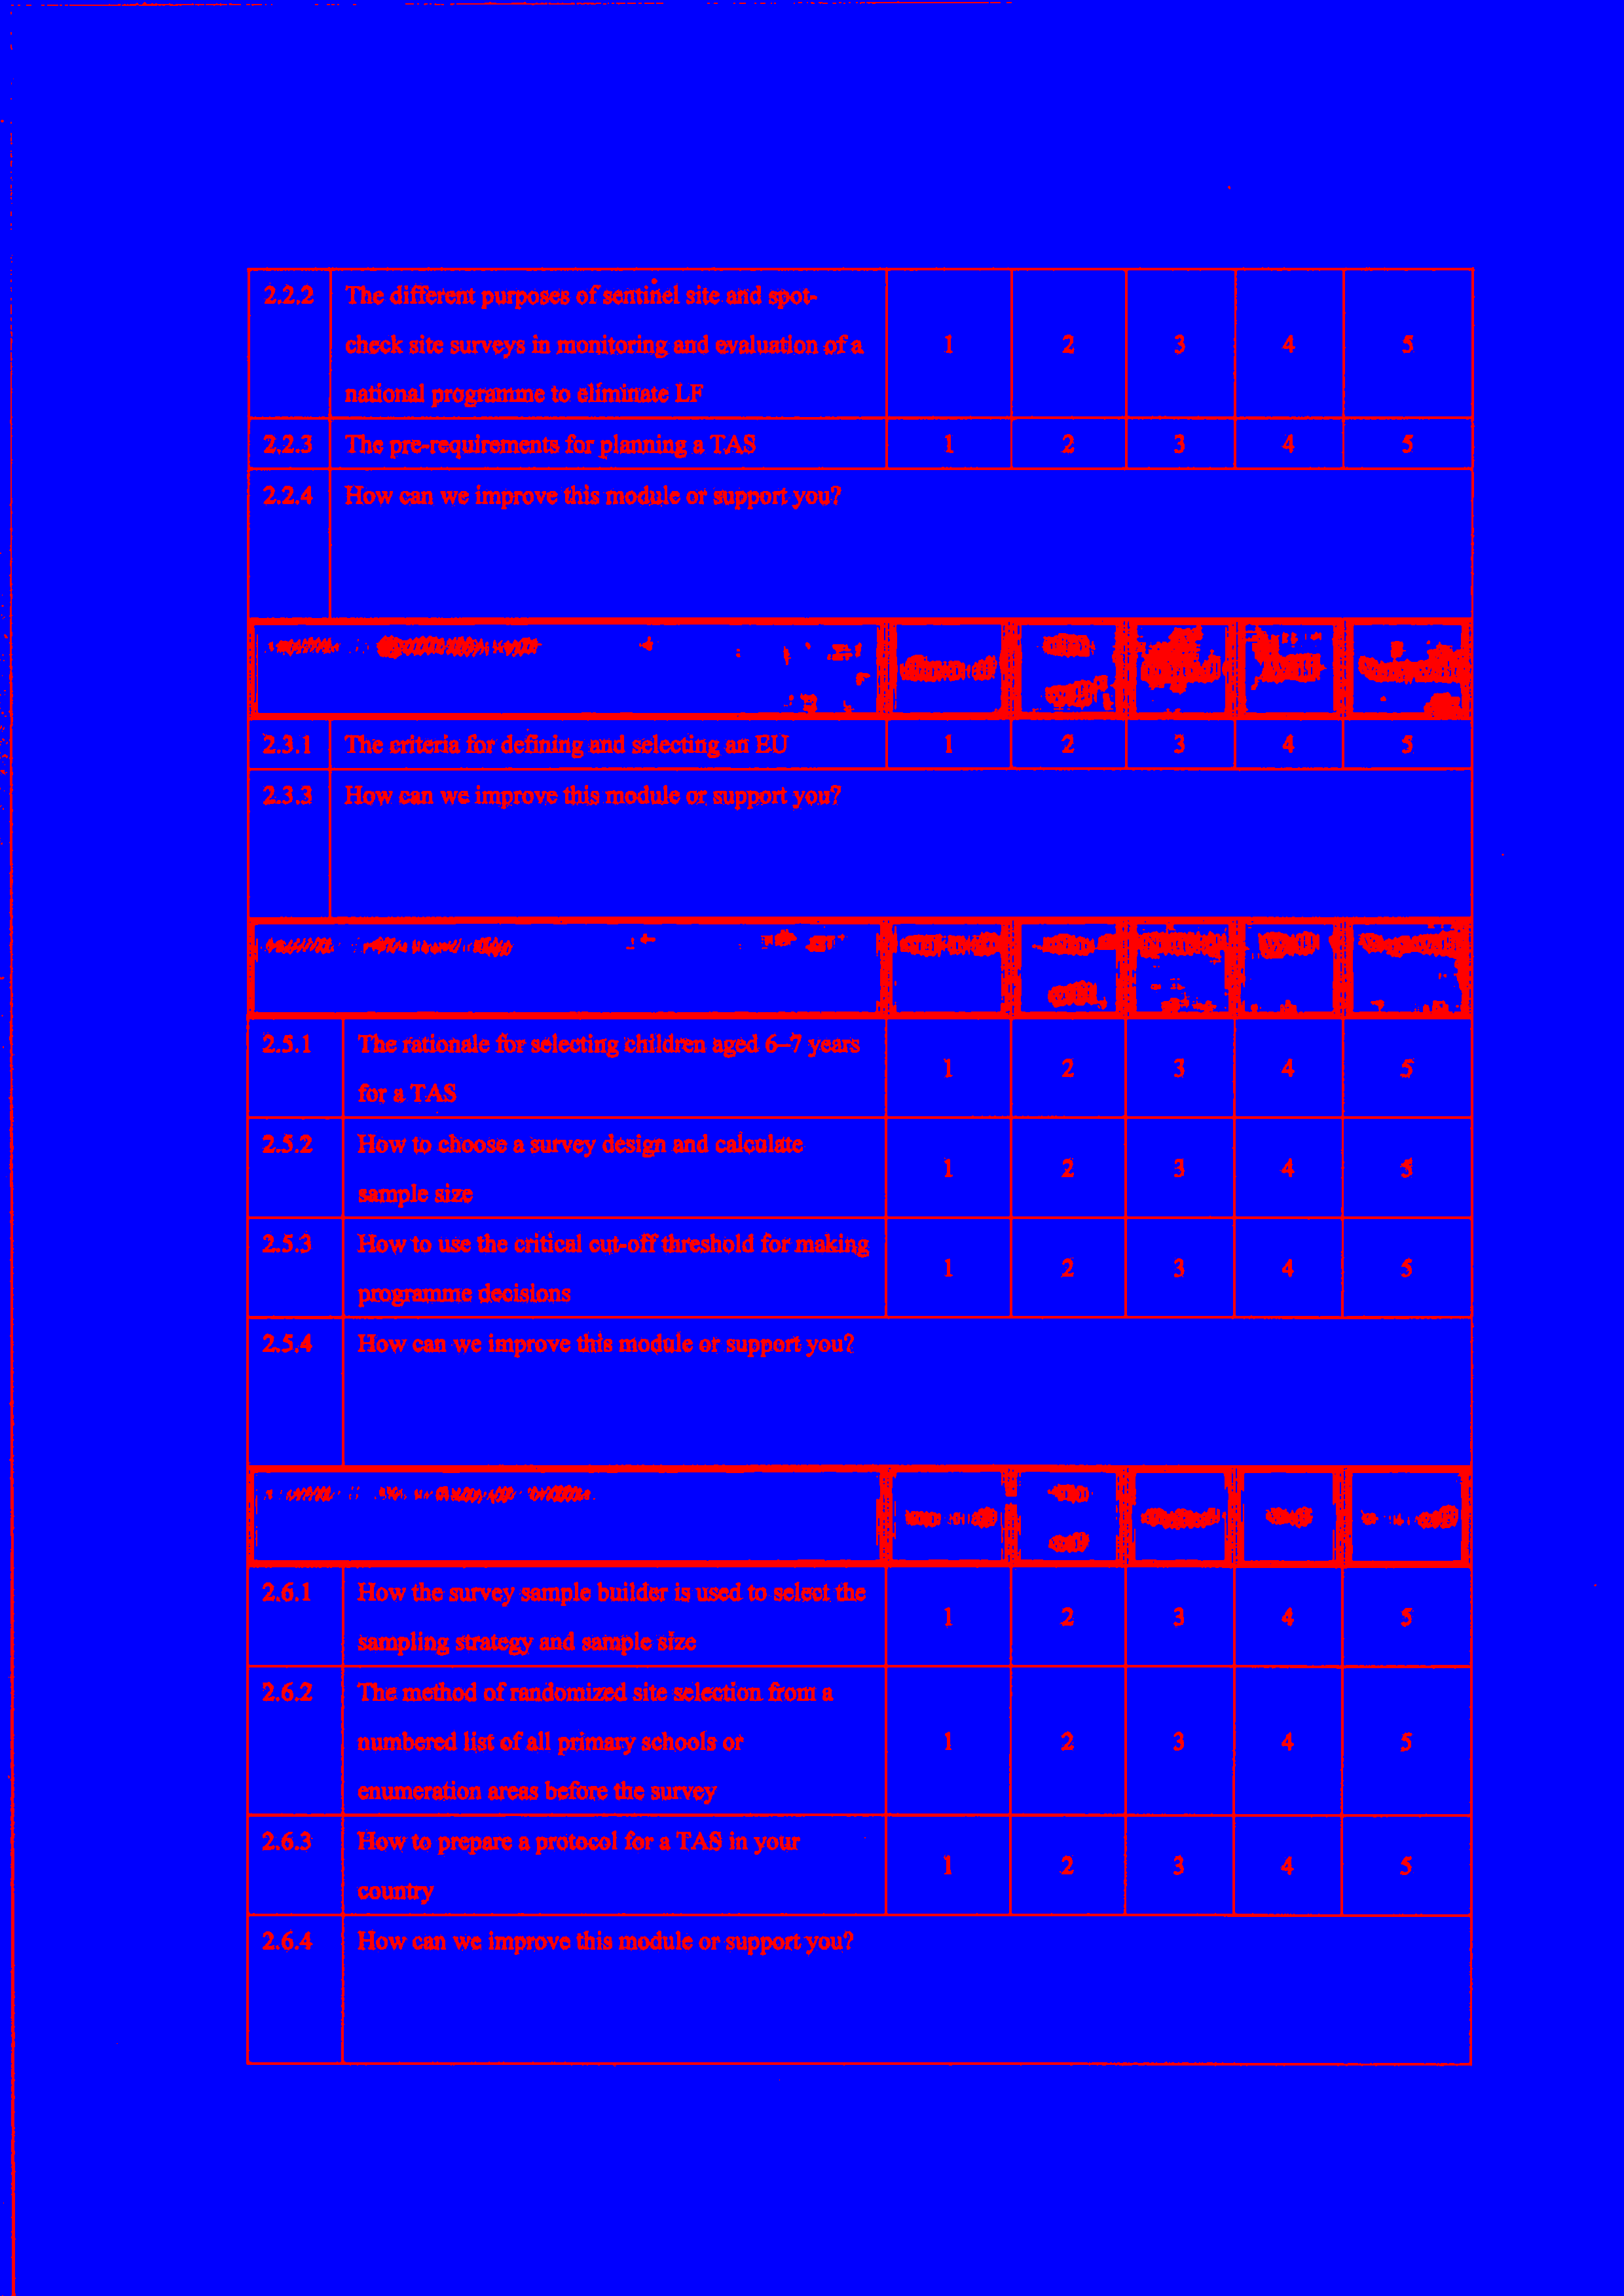 2.2.2 The different purposes of sentinel site and spot-
check site surveys in monitoring and evaluation of a 1 2 3 4 5
national programme to eliminate LF
2.2.3 The pre-requirements for planning a TAS 1 2 3 4 5
2.2.4 How can we improve this module or support you?
2.3.1 The criteria for defining and selecting an EU 1 2 3 4 5
2.3.3 How can we improve this module or support you?
2.5.1 The rationale for selecting children aged 6–7 years
for a TAS 1 2 3 4 5
2.5.2 How to choose a survey design and calculate
sample size 1 2 3 4 5
2.5.3 How to use the critical cut-off threshold for making
programme decisions 1 2 3 4 5
2.5.4 How can we improve this module or support you?
2.6.1 How the survey sample builder is used to select the
sampling strategy and sample size 1 2 3 4 5
2.6.2 The method of randomized site selection from a
numbered list of all primary schools or 1 2 3 4 5
enumeration areas before the survey
2.6.3 How to prepare a protocol for a TAS in your
country 1 2 3 4 5
2.6.4 How can we improve this module or support you?